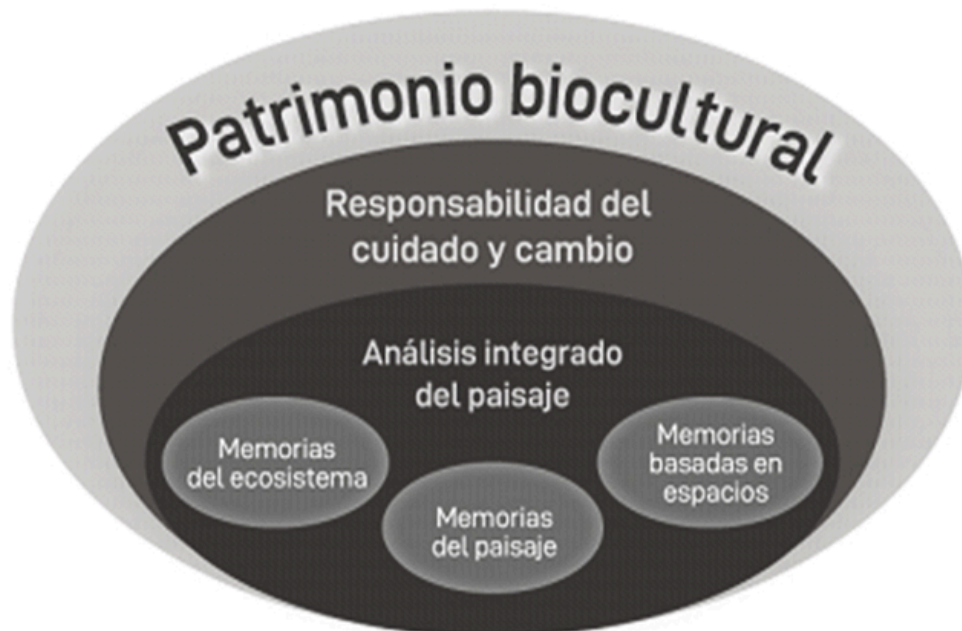 Patrimonio biocultural
Responsabilidad del
cuidado y cambio
Análisis integrado
del paisaje
Memorias
del ecosistema
Memorias
del paisaje
Memorias
basadas en
espacios